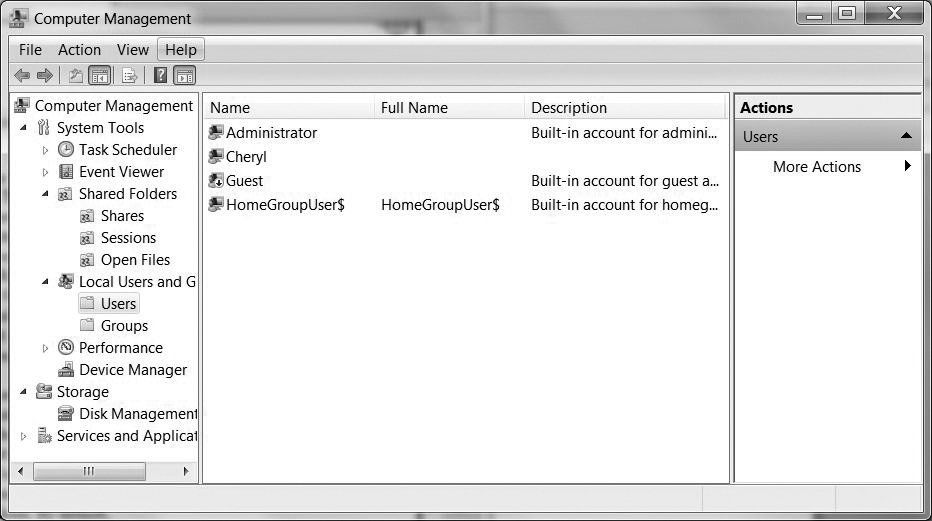 Computer Management
File Action View Help
Computer Management
System Tools
Task Scheduler
Event Viewer
Shared Folders
Shares
Sessions
Open Files
Local Users and G
Users
Groups
Performance
Device Manager
Storage
Disk Management
Services and Applicat
Name Full Name Description
Administrator Built-in account for admini...
Cheryl
Guest Built-in account for guest a...
HomeGroupUser$ HomeGroupUser$ Built-in account for homeg...
Actions
Users
More Actions